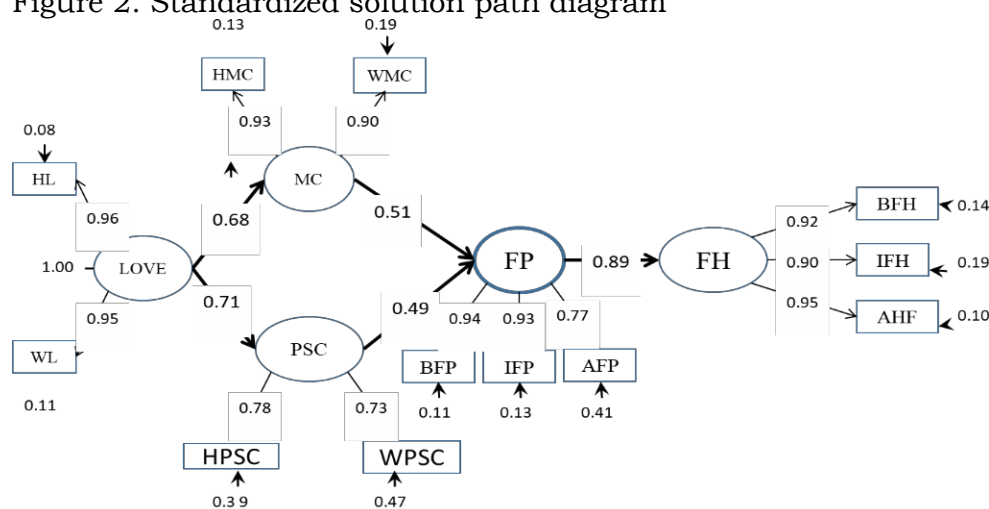 Figure 2. Standardized solution path diagram
0.13
0.19
HMC
WMC
0.93
0.90
0.08
HL
MC
0.96
0.68
0.51
BFH
0.14
0.92
1.00
LOVE
FP
0.89
FH
0.90
IFH
0.19
0.71
0.49
0.95
AHF
0.10
0.95
0.94
0.93
0.77
WL
PSC
BFP
IFP
AFP
0.11
0.78
0.73
0.11
0.13
0.41
HPSC
WPSC
0.3 9
0.47